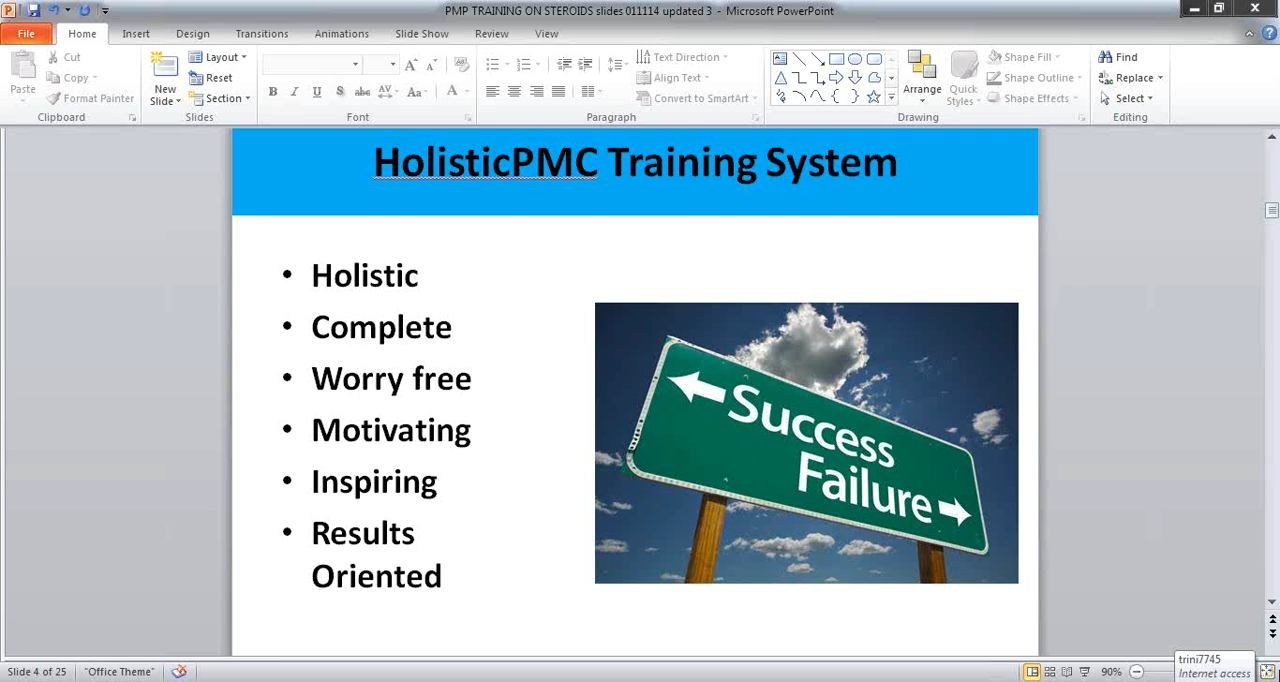 PMP TRAINING ON STEROIDS slides 011114 updated 3 - Microsoft PowerPoint
File Home Insert Design Transitions Animations Slide Show Review View
Cut
Copy
Format Painter
Paste
Clipboard
New
Slide
Layout
Reset
Section
Slides
B I U S abc AV Aa A
Font
Text Direction
Align Text
Convert to SmartArt
Paragraph
Arrange
Quick
Styles
Shape Fill
Shape Outline
Shape Effects
Drawing
Find
Replace
Select
Editing
HolisticPMC Training System
• Holistic
• Complete
• Worry free
• Motivating
• Inspiring
• Results
Oriented
Success
Failure
Slide 4 of 25 "Office Theme" 90%
trini7745
Internet access